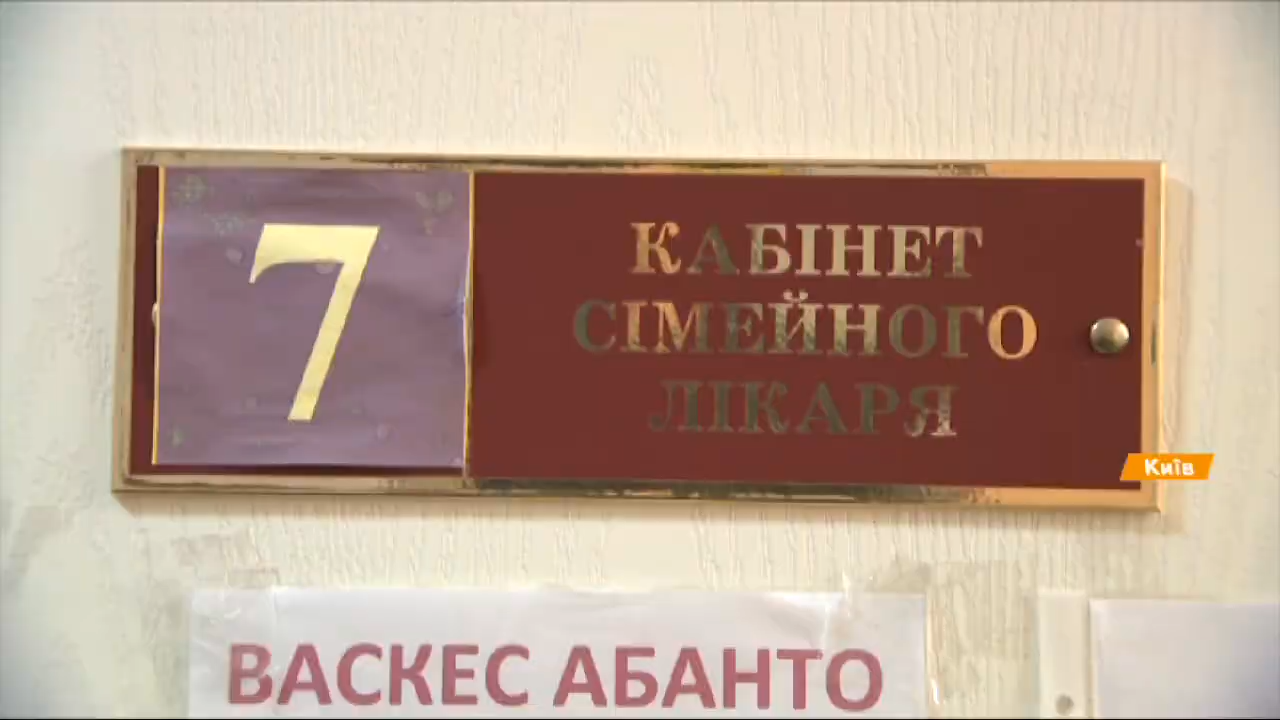 7
КАБІНЕТ
СІМЕЙНОГО
ЛІКАРЯ
Київ
ВАСКЕС АБАНТО